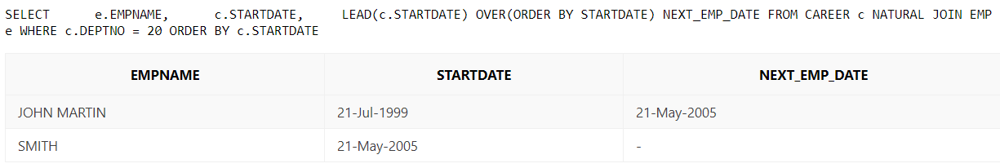 SELECT e.EMPNAME, c.STARTDATE, LEAD(c.STARTDATE) OVER(ORDER BY STARTDATE) NEXT_EMP_DATE FROM CAREER c NATURAL JOIN EMP
e WHERE c.DEPTNO = 20 ORDER BY c.STARTDATE
EMPNAME STARTDATE NEXT_EMP_DATE
JOHN MARTIN 21-Jul-1999 21-May-2005
SMITH 21-May-2005 -